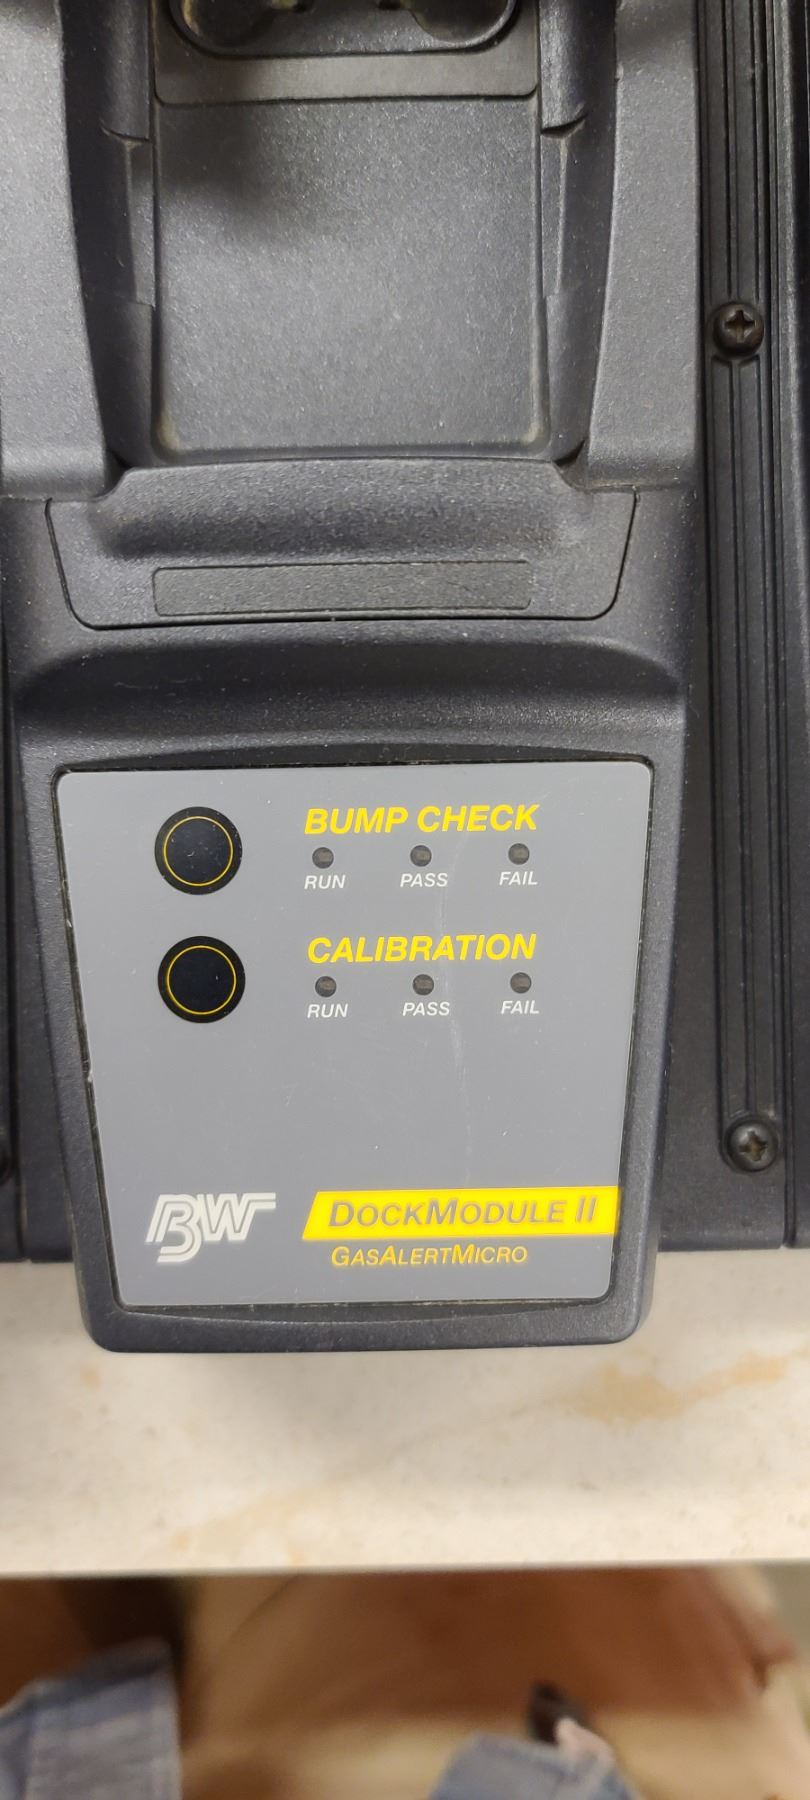 BUMP CHECK
RUN PASS FAIL
CALIBRATION
RUN PASS FAIL
BW DOCKMODULE II
GASALERTMICRO